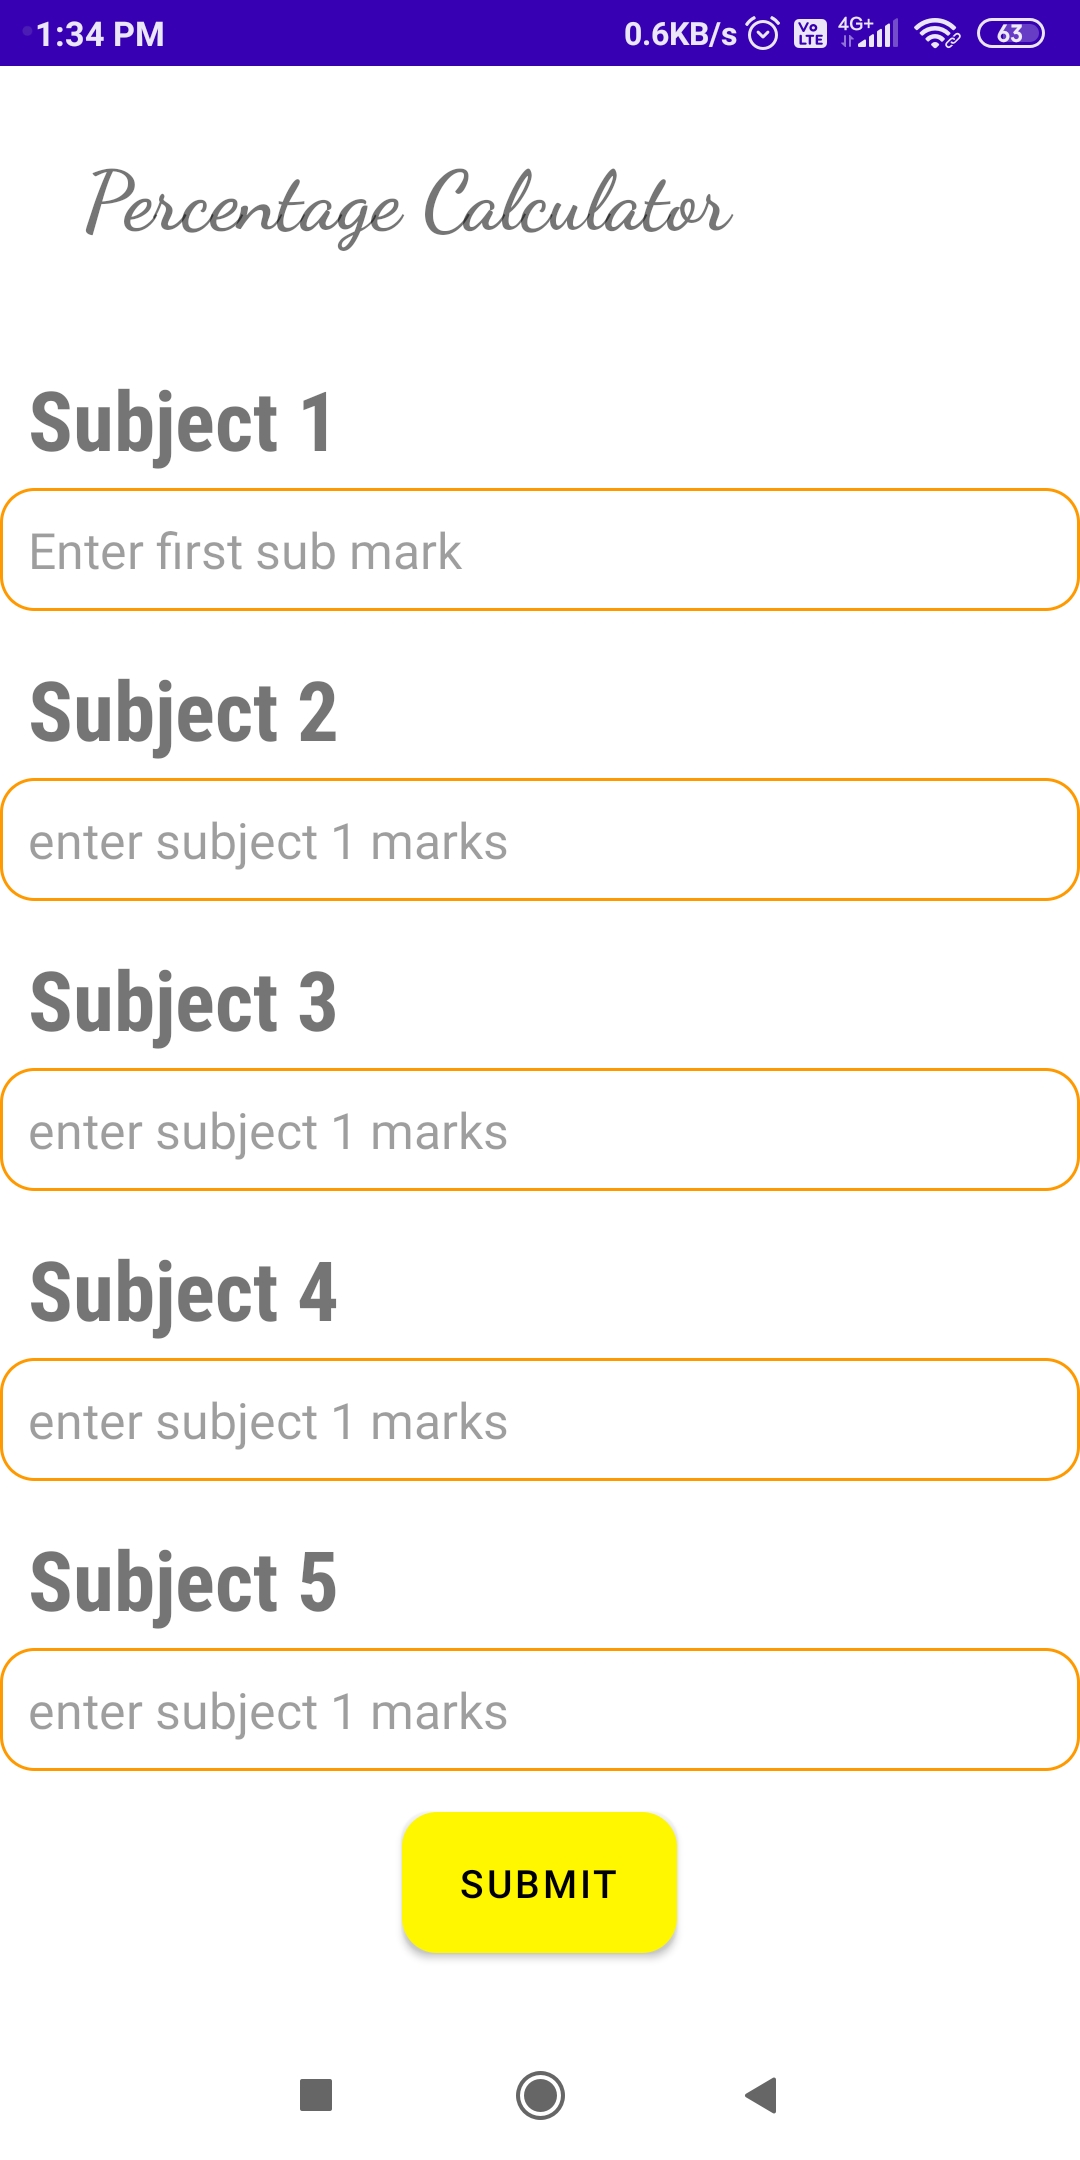 1:34 PM 0.6KB/s Vo LTE 4G+ 63
Percentage Calculator
Subject 1
Enter first sub mark
Subject 2
enter subject 1 marks
Subject 3
enter subject 1 marks
Subject 4
enter subject 1 marks
Subject 5
enter subject 1 marks
SUBMIT